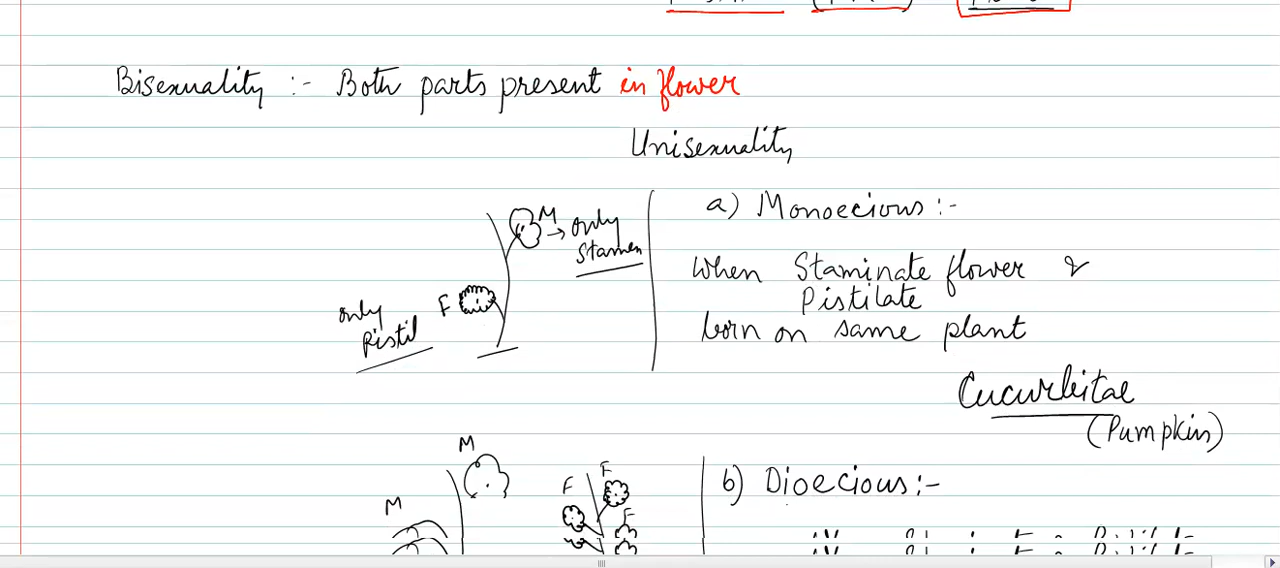 Bisexuality :- Both parts present in flower
Unisexuality
a) Monoecious :-
M → only
Stamen
When Staminate flower &
Pistilate
born on same plant
F
only
Pistil
Cucurbitae
(Pumpkin)
M
M
F
F
F
b) Dioecious :-